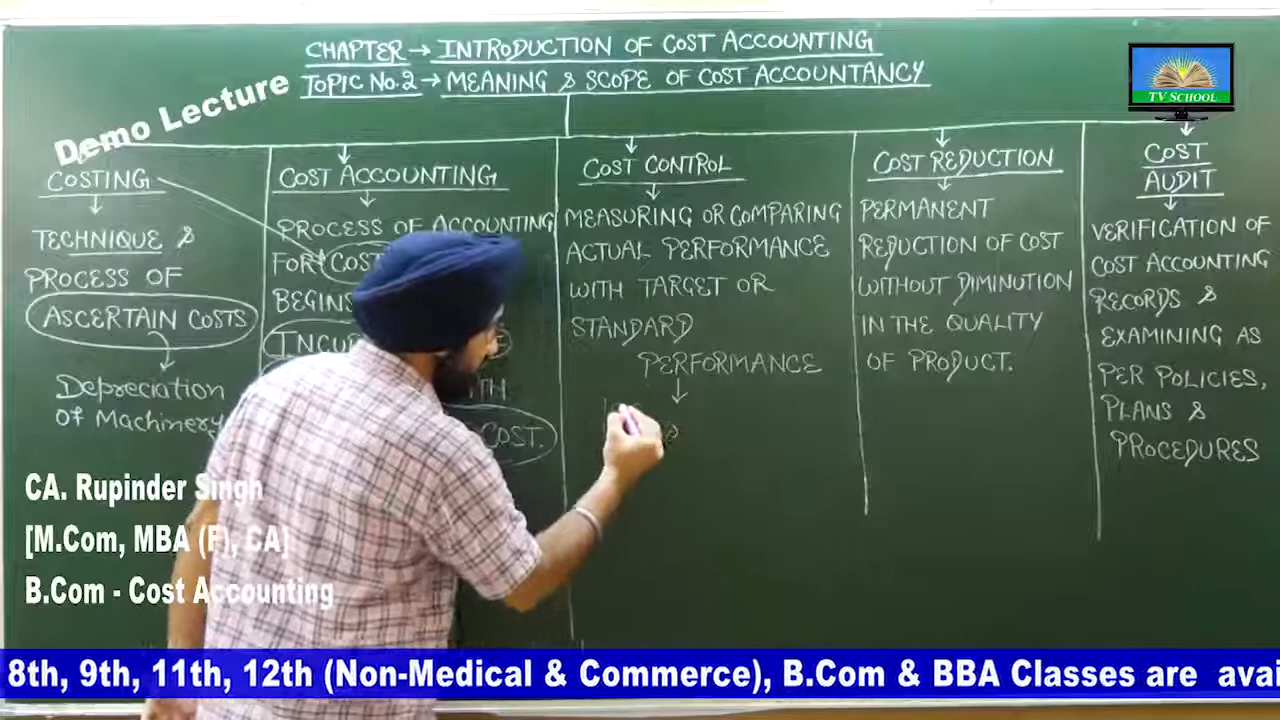 CHAPTER → INTRODUCTION OF COST ACCOUNTING
TOPIC NO.2 → MEANING & SCOPE OF COST ACCOUNTANCY
Demo Lecture
TV SCHOOL
COSTING
TECHNIQUE &
PROCESS OF
ASCERTAIN COSTS
Depreciation
of Machinery
COST ACCOUNTING
PROCESS OF ACCOUNTING
FOR COST
BEGINS
COST.
COST CONTROL
MEASURING OR COMPARING
ACTUAL PERFORMANCE
WITH TARGET OR
STANDARD
PERFORMANCE
COST REDUCTION
PERMANENT
REDUCTION OF COST
WITHOUT DIMINUTION
IN THE QUALITY
OF PRODUCT.
COST
AUDIT
VERIFICATION OF
COST ACCOUNTING
RECORDS &
EXAMINING AS
PER POLICIES,
PLANS &
PROCEDURES
CA. Rupinder Singh
[M.Com, MBA (F), CA]
B.Com - Cost Accounting
8th, 9th, 11th, 12th (Non-Medical & Commerce), B.Com & BBA Classes are avai